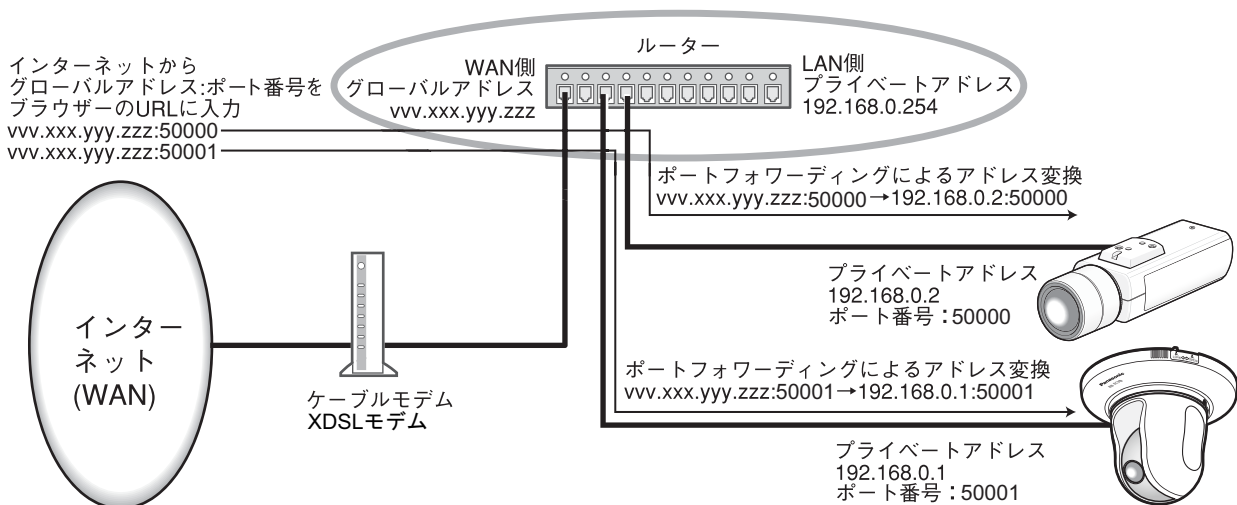 ルーター
インターネットから
グローバルアドレス:ポート番号を
ブラウザーのURLに入力
vvv.xxx.yyy.zzz:50000
vvv.xxx.yyy.zzz:50001
WAN側
グローバルアドレス
vvv.xxx.yyy.zzz
LAN側
プライベートアドレス
192.168.0.254
ポートフォワーディングによるアドレス変換
vvv.xxx.yyy.zzz:50000→192.168.0.2:50000
プライベートアドレス
192.168.0.2
ポート番号：50000
インター
ネット
(WAN)
ケーブルモデム
XDSLモデム
ポートフォワーディングによるアドレス変換
vvv.xxx.yyy.zzz:50001→192.168.0.1:50001
Panasonic
プライベートアドレス
192.168.0.1
ポート番号：50001